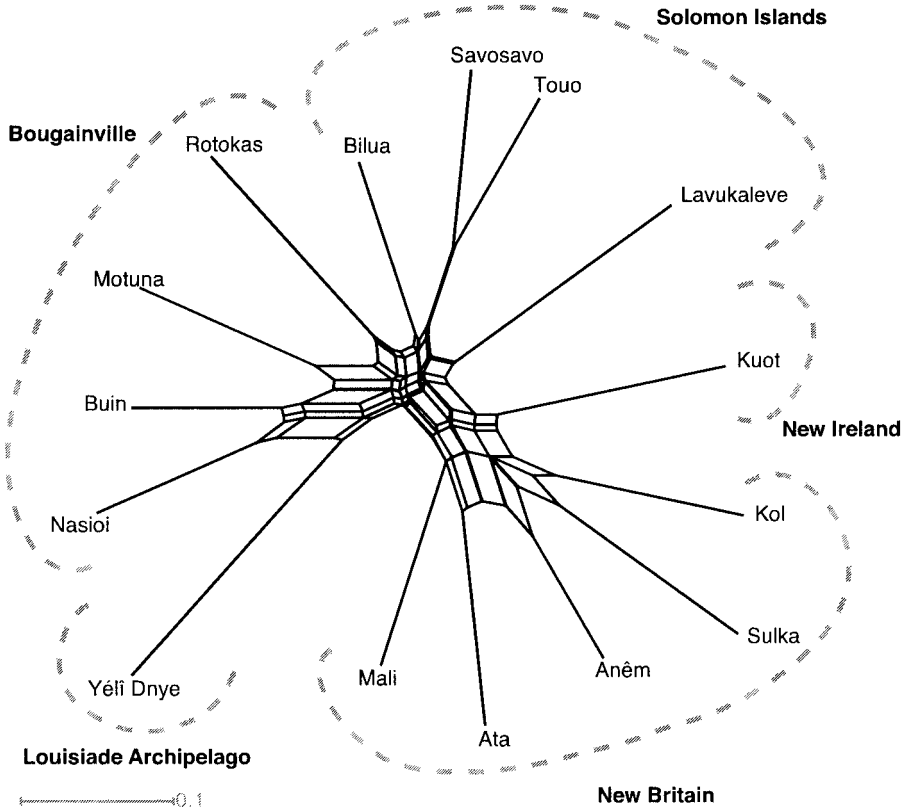 Solomon Islands
Savosavo
Touo
Bougainville
Rotokas
Bilua
Lavukaleve
Motuna
Kuot
Buin
New Ireland
Nasioi
Kol
Sulka
Anêm
Mali
Yélî Dnye
Ata
Louisiade Archipelago
New Britain
0.1